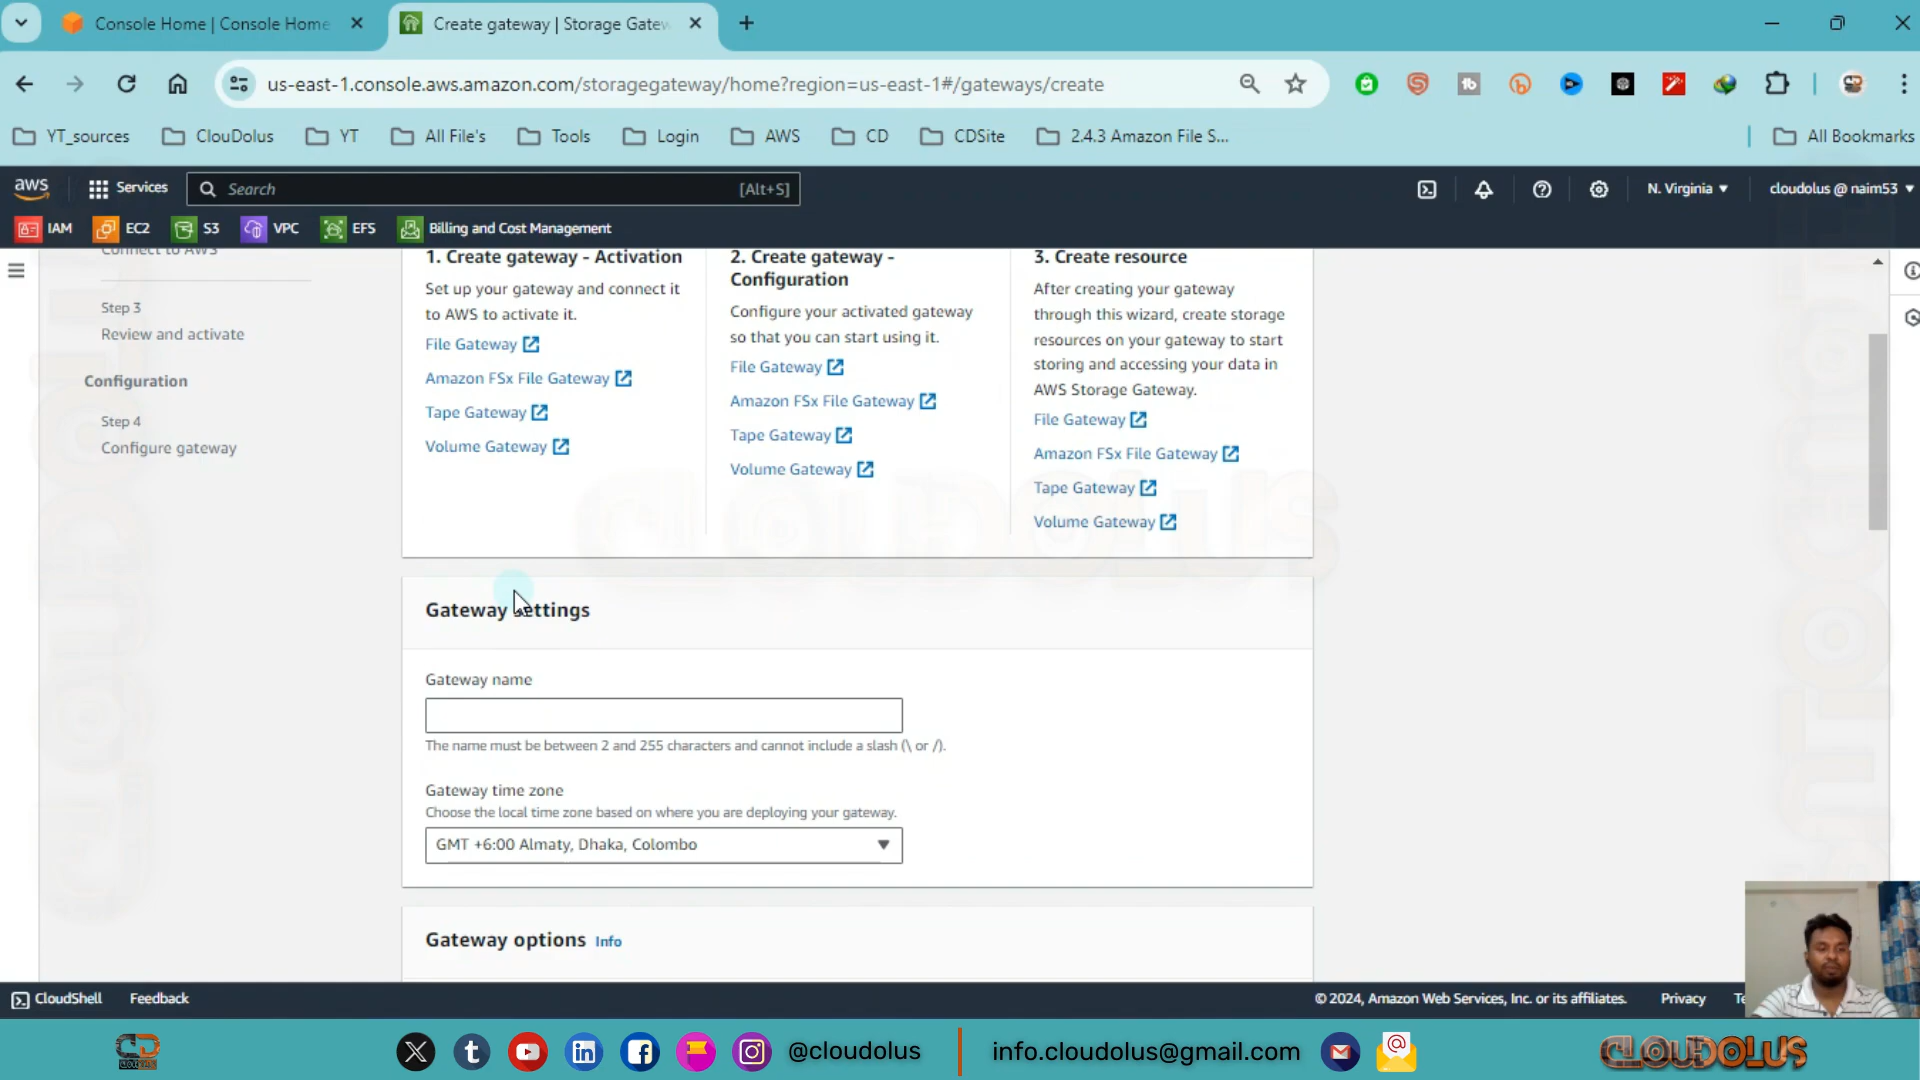 Console Home | Console Home
Create gateway | Storage Gatew
us-east-1.console.aws.amazon.com/storagegateway/home?region=us-east-1#/gateways/create
YT_sources
ClouDolus
YT
All File's
Tools
Login
AWS
CD
CDSite
2.4.3 Amazon File S...
All Bookmarks
aws
Services
Search
[Alt+S]
N. Virginia
cloudolus @ naim53
IAM
EC2
S3
VPC
EFS
Billing and Cost Management
Connect to AWS
Step 3
Review and activate
Configuration
Step 4
Configure gateway
1. Create gateway - Activation
Set up your gateway and connect it
to AWS to activate it.
File Gateway
Amazon FSx File Gateway
Tape Gateway
Volume Gateway
2. Create gateway -
Configuration
Configure your activated gateway
so that you can start using it.
File Gateway
Amazon FSx File Gateway
Tape Gateway
Volume Gateway
3. Create resource
After creating your gateway
through this wizard, create storage
resources on your gateway to start
storing and accessing your data in
AWS Storage Gateway.
File Gateway
Amazon FSx File Gateway
Tape Gateway
Volume Gateway
CLOUDOLUS
Gateway settings
Gateway name
The name must be between 2 and 255 characters and cannot include a slash (\ or /).
Gateway time zone
Choose the local time zone based on where you are deploying your gateway.
GMT +6:00 Almaty, Dhaka, Colombo
Gateway options Info
CloudShell
Feedback
© 2024, Amazon Web Services, Inc. or its affiliates.
Privacy
Te
@cloudolus
info.cloudolus@gmail.com
CLOUDOLUS